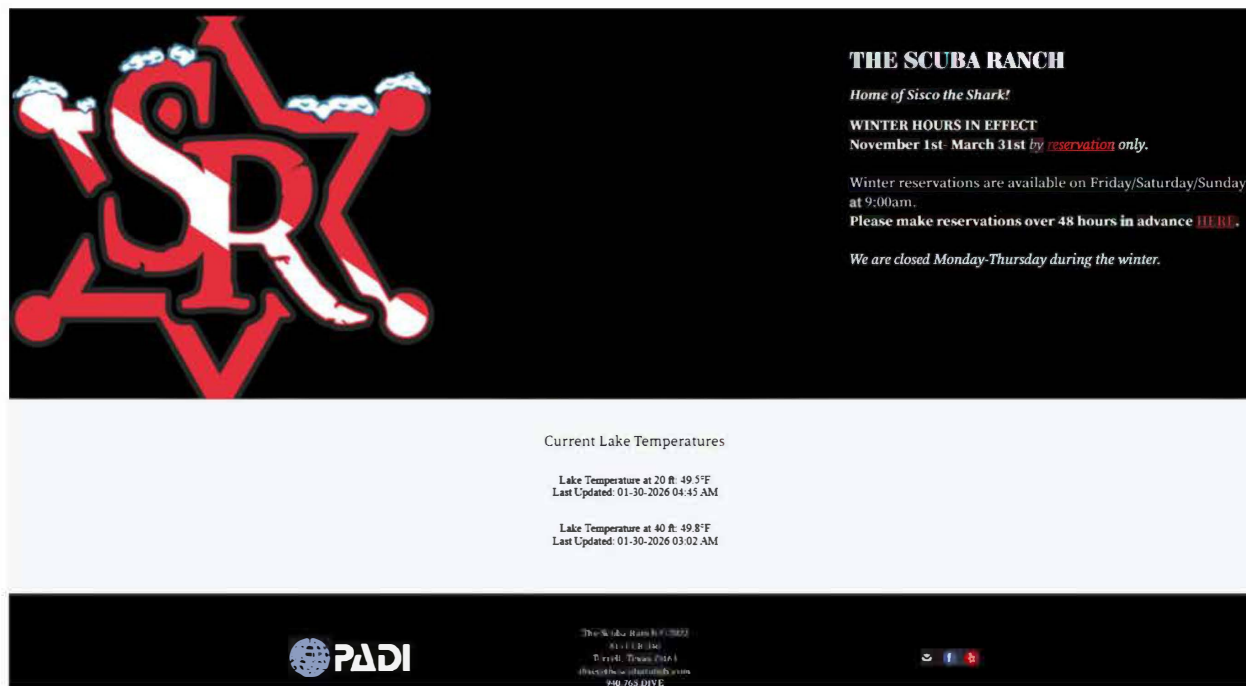 SR
THE SCUBA RANCH
Home of Sisco the Shark!
WINTER HOURS IN EFFECT
November 1st- March 31st by reservation only.
Winter reservations are available on Friday/Saturday/Sunday
at 9:00am.
Please make reservations over 48 hours in advance HERE.
We are closed Monday-Thursday during the winter.
Current Lake Temperatures
Lake Temperature at 20 ft: 49.5°F
Last Updated: 01-30-2026 04:45 AM
Lake Temperature at 40 ft: 49.8°F
Last Updated: 01-30-2026 03:02 AM
PADI
The Scuba Ranch
Terrell, Texas
940.765.DIVE